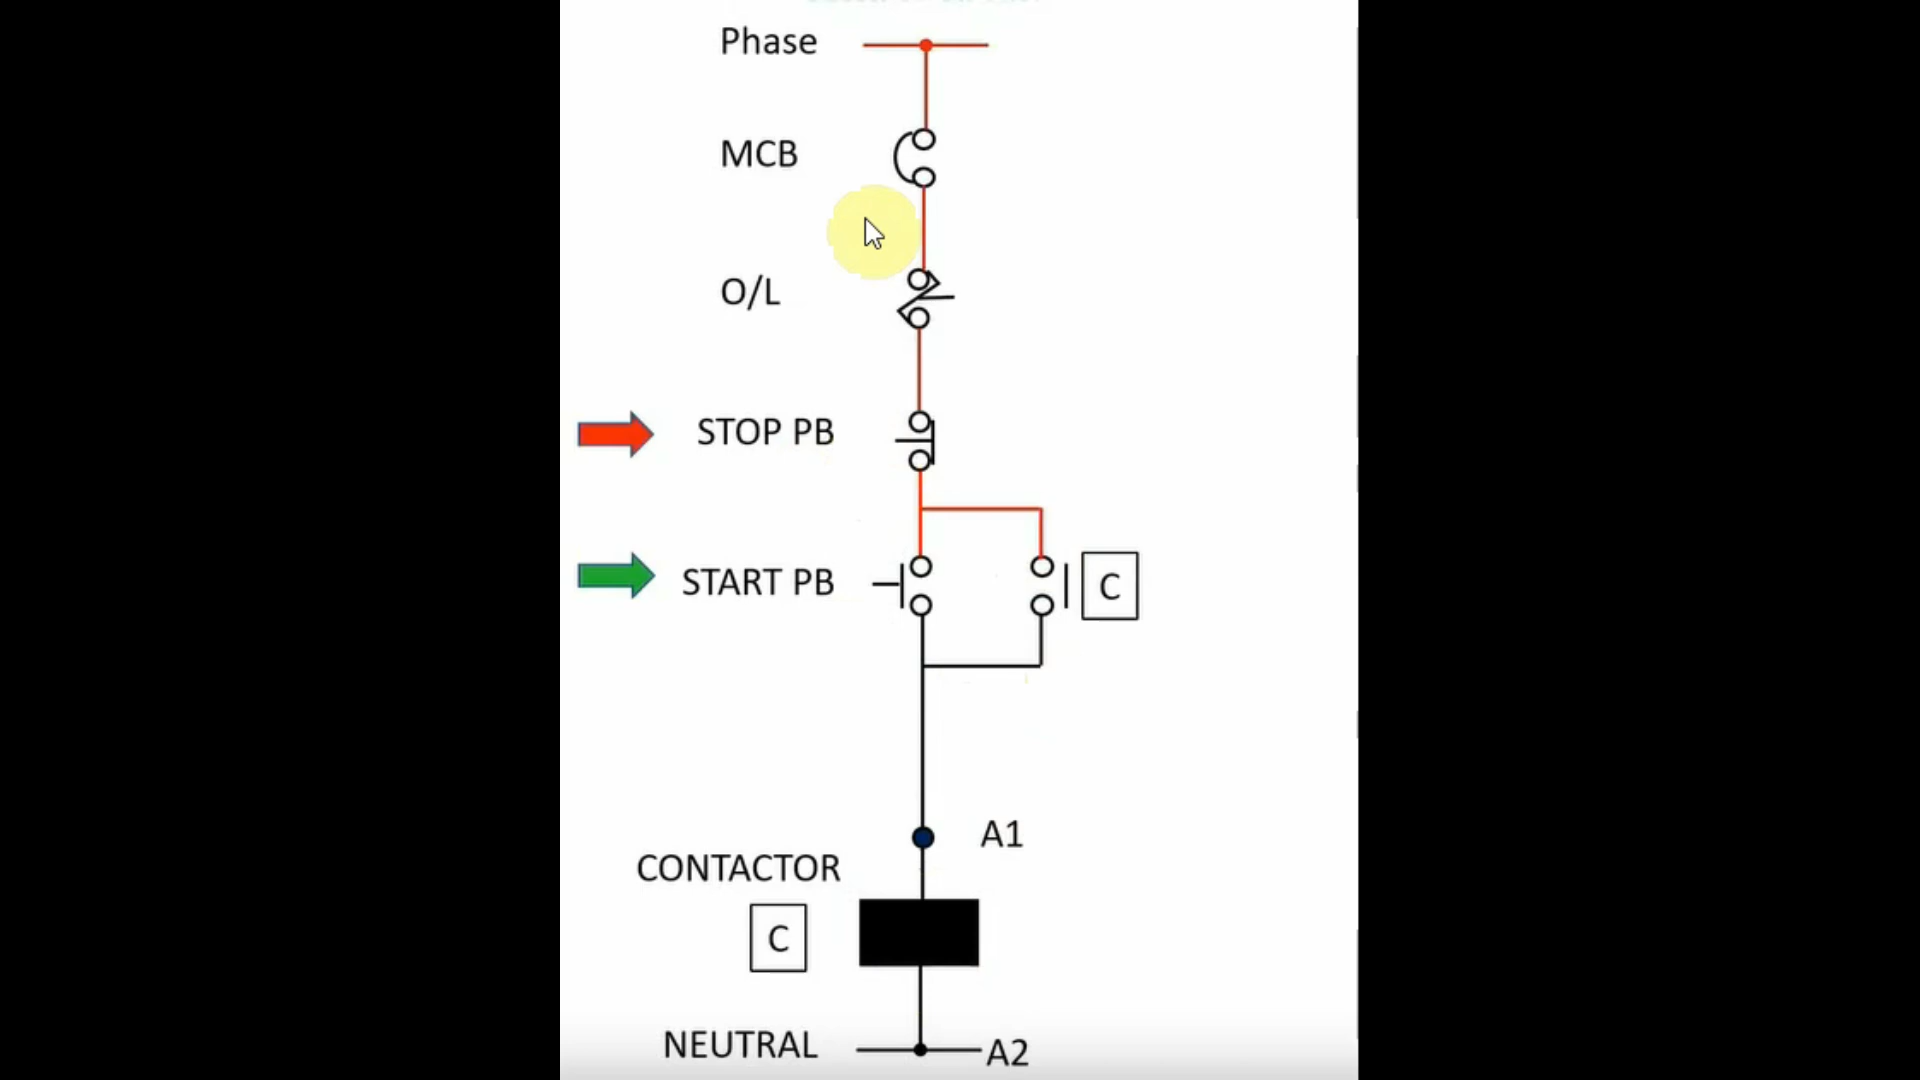 Phase
MCB
O/L
STOP PB
START PB
C
A1
CONTACTOR
C
NEUTRAL
A2